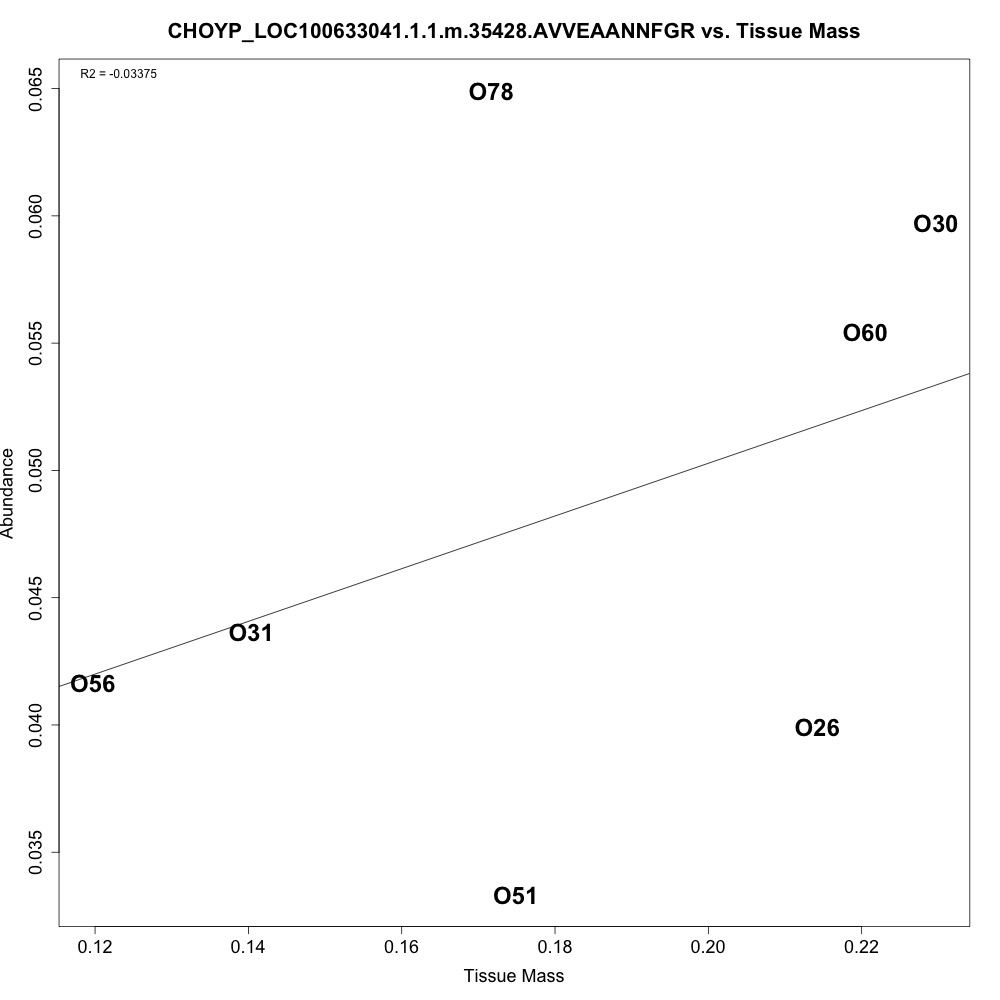 CHOYP_LOC100633041.1.1.m.35428.AVVEAANNFGR vs. Tissue Mass
R2 = -0.03375
0.065
O78
0.060
O30
0.055
O60
0.050
Abundance
0.045
O31
O56
0.040
O26
0.035
O51
0.12 0.14 0.16 0.18 0.20 0.22
Tissue Mass